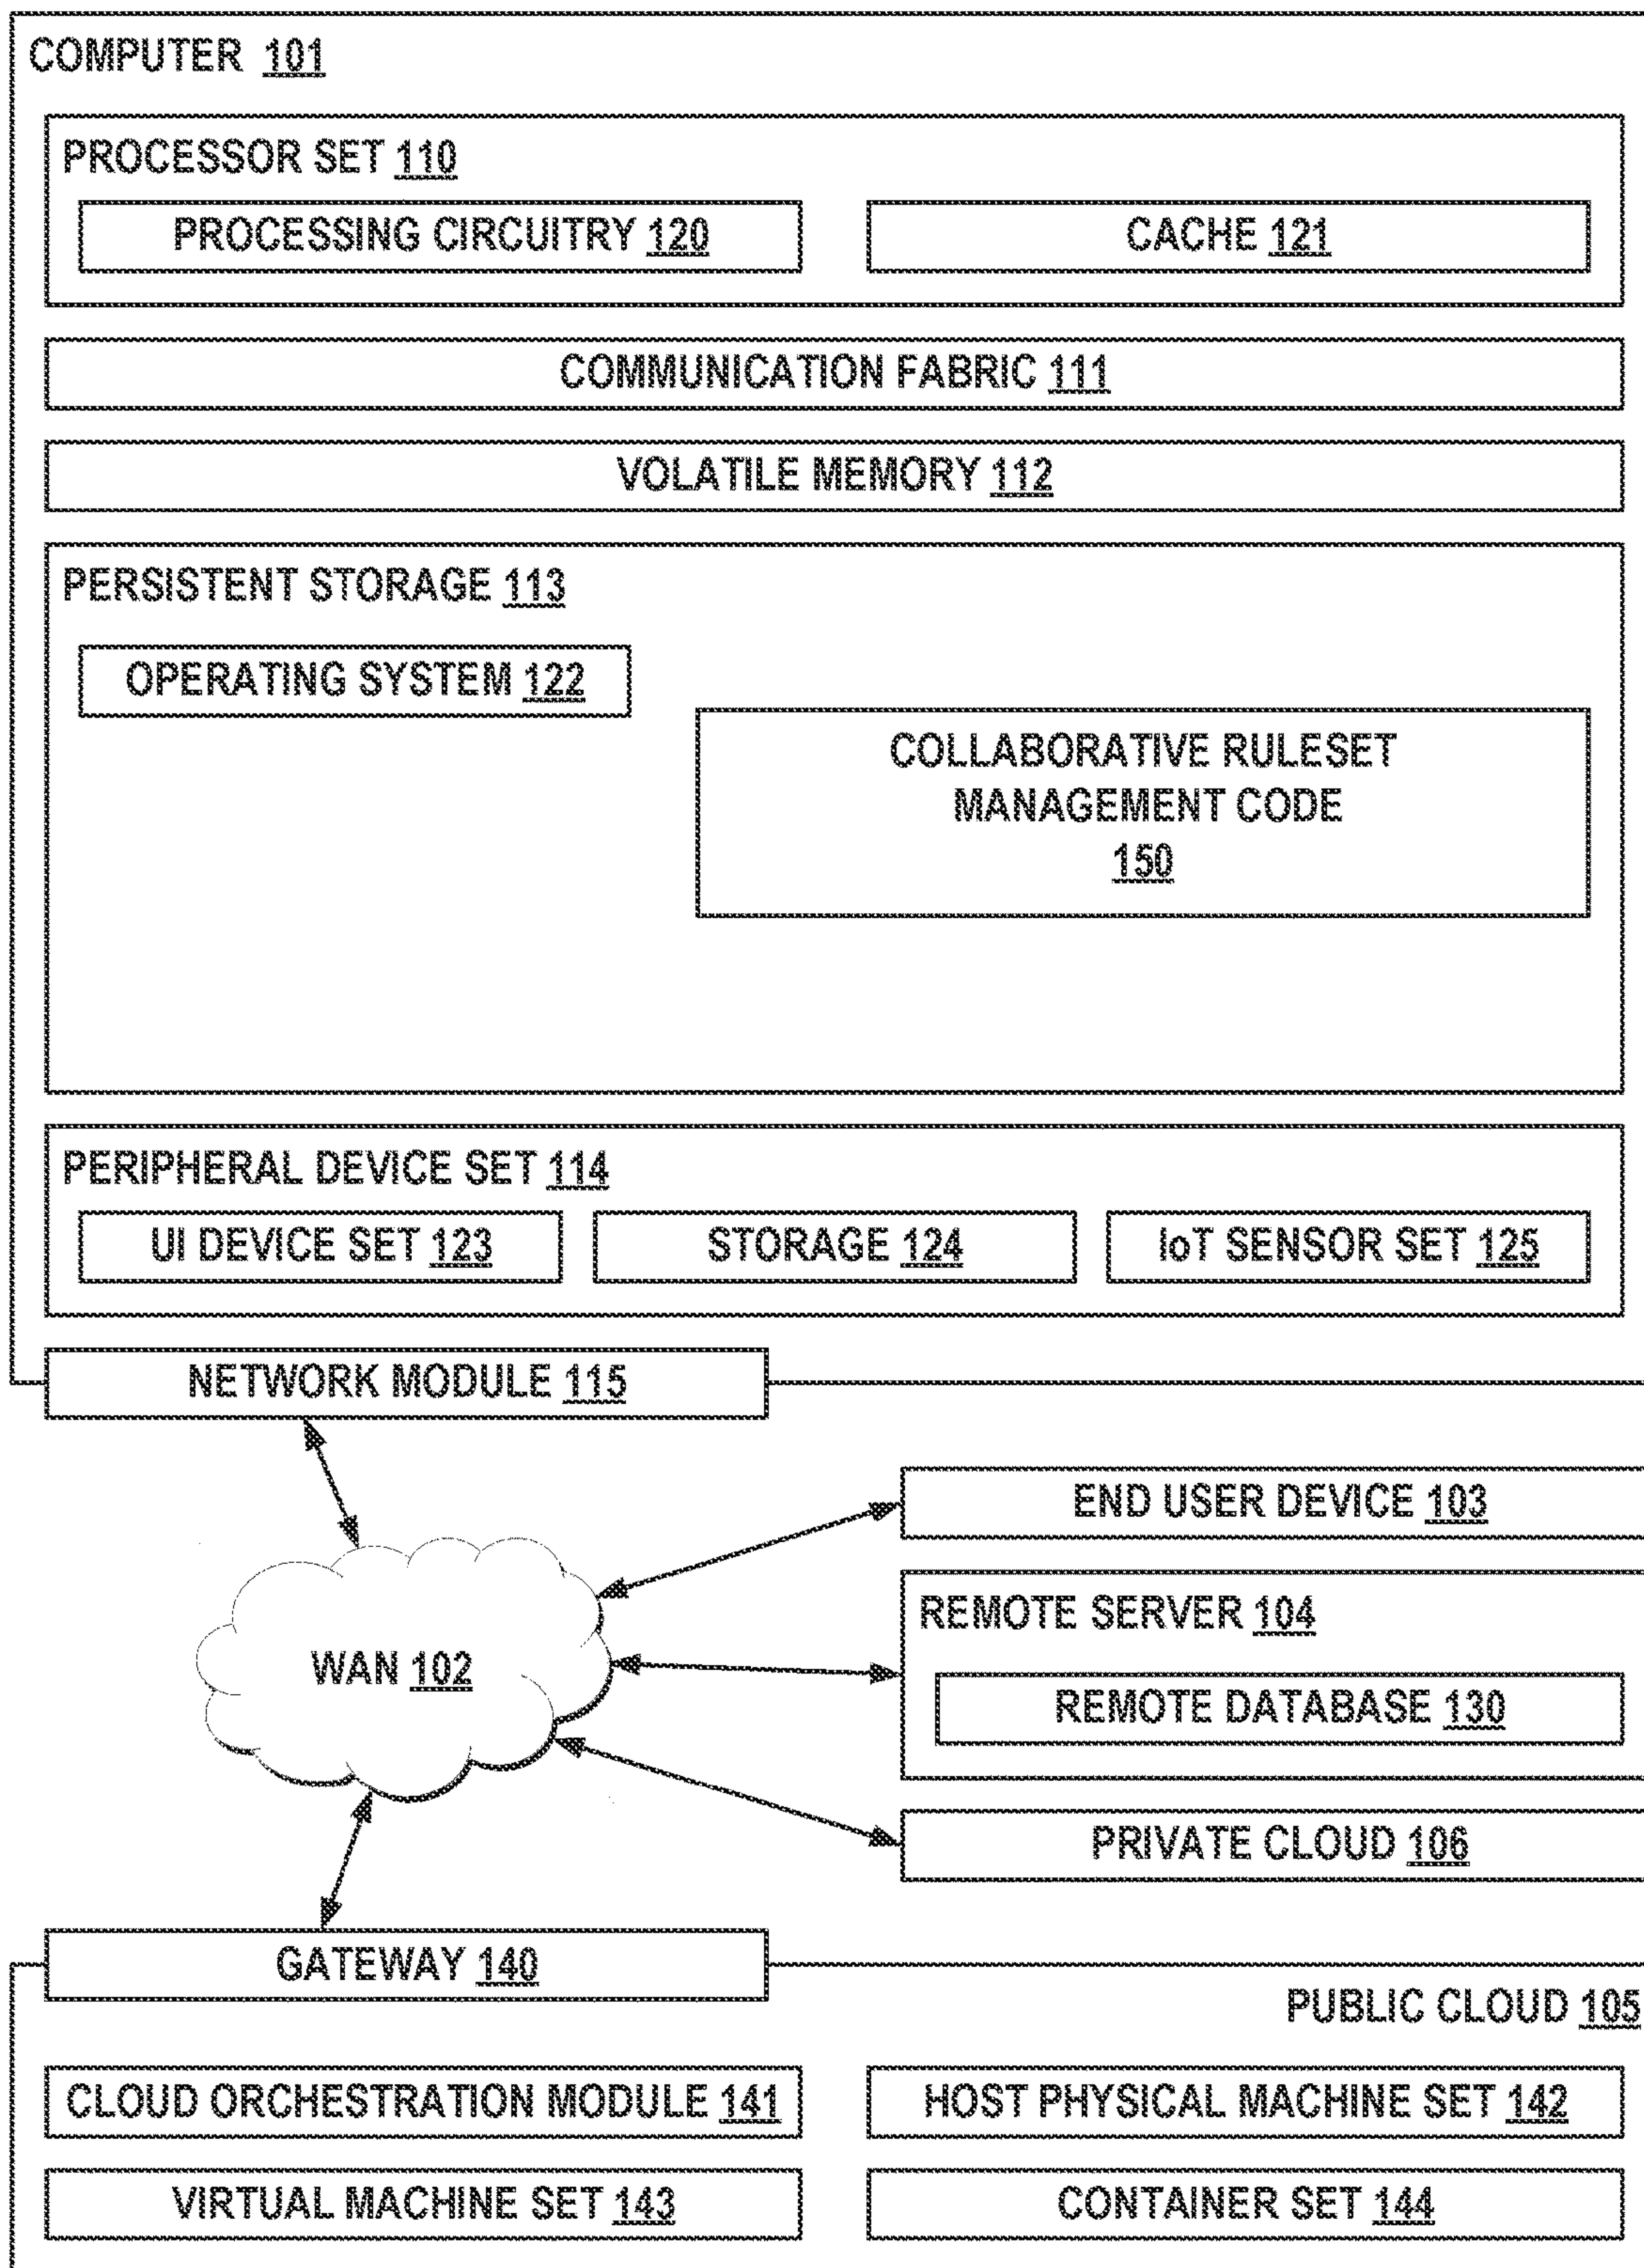 COMPUTER 101
PROCESSOR SET 110
PROCESSING CIRCUITRY 120
CACHE 121
COMMUNICATION FABRIC 111
VOLATILE MEMORY 112
PERSISTENT STORAGE 113
OPERATING SYSTEM 122
COLLABORATIVE RULESET
MANAGEMENT CODE
150
PERIPHERAL DEVICE SET 114
UI DEVICE SET 123
STORAGE 124
IoT SENSOR SET 125
NETWORK MODULE 115
END USER DEVICE 103
REMOTE SERVER 104
WAN 102
REMOTE DATABASE 130
PRIVATE CLOUD 106
GATEWAY 140
PUBLIC CLOUD 105
CLOUD ORCHESTRATION MODULE 141
HOST PHYSICAL MACHINE SET 142
VIRTUAL MACHINE SET 143
CONTAINER SET 144